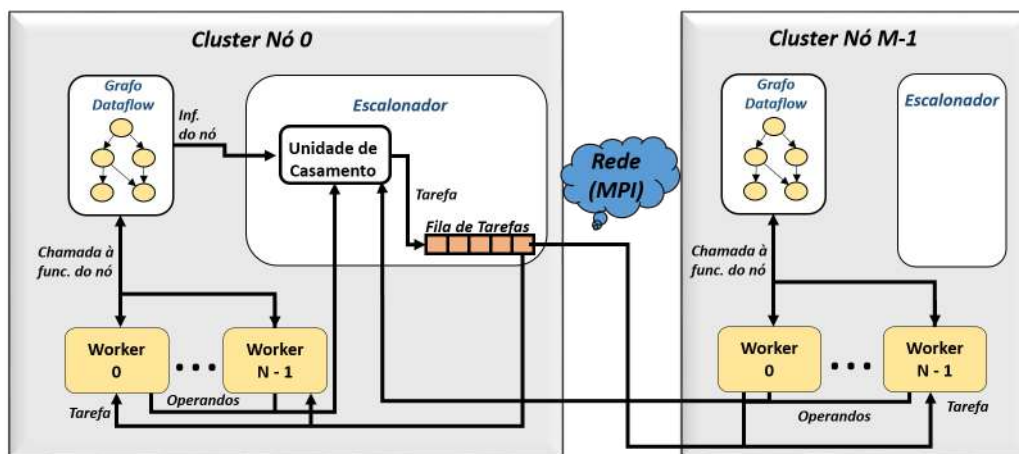 Cluster Nó 0
Grafo
Dataflow
Inf.
do nó
Escalonador
Unidade de
Casamento
Tarefa
Fila de Tarefas
Chamada à
func. do nó
Worker
0
Worker
N - 1
Operandos
Tarefa
Rede
(MPI)
Cluster Nó M-1
Grafo
Dataflow
Escalonador
Chamada à
func. do nó
Worker
0
Worker
N - 1
Operandos
Tarefa